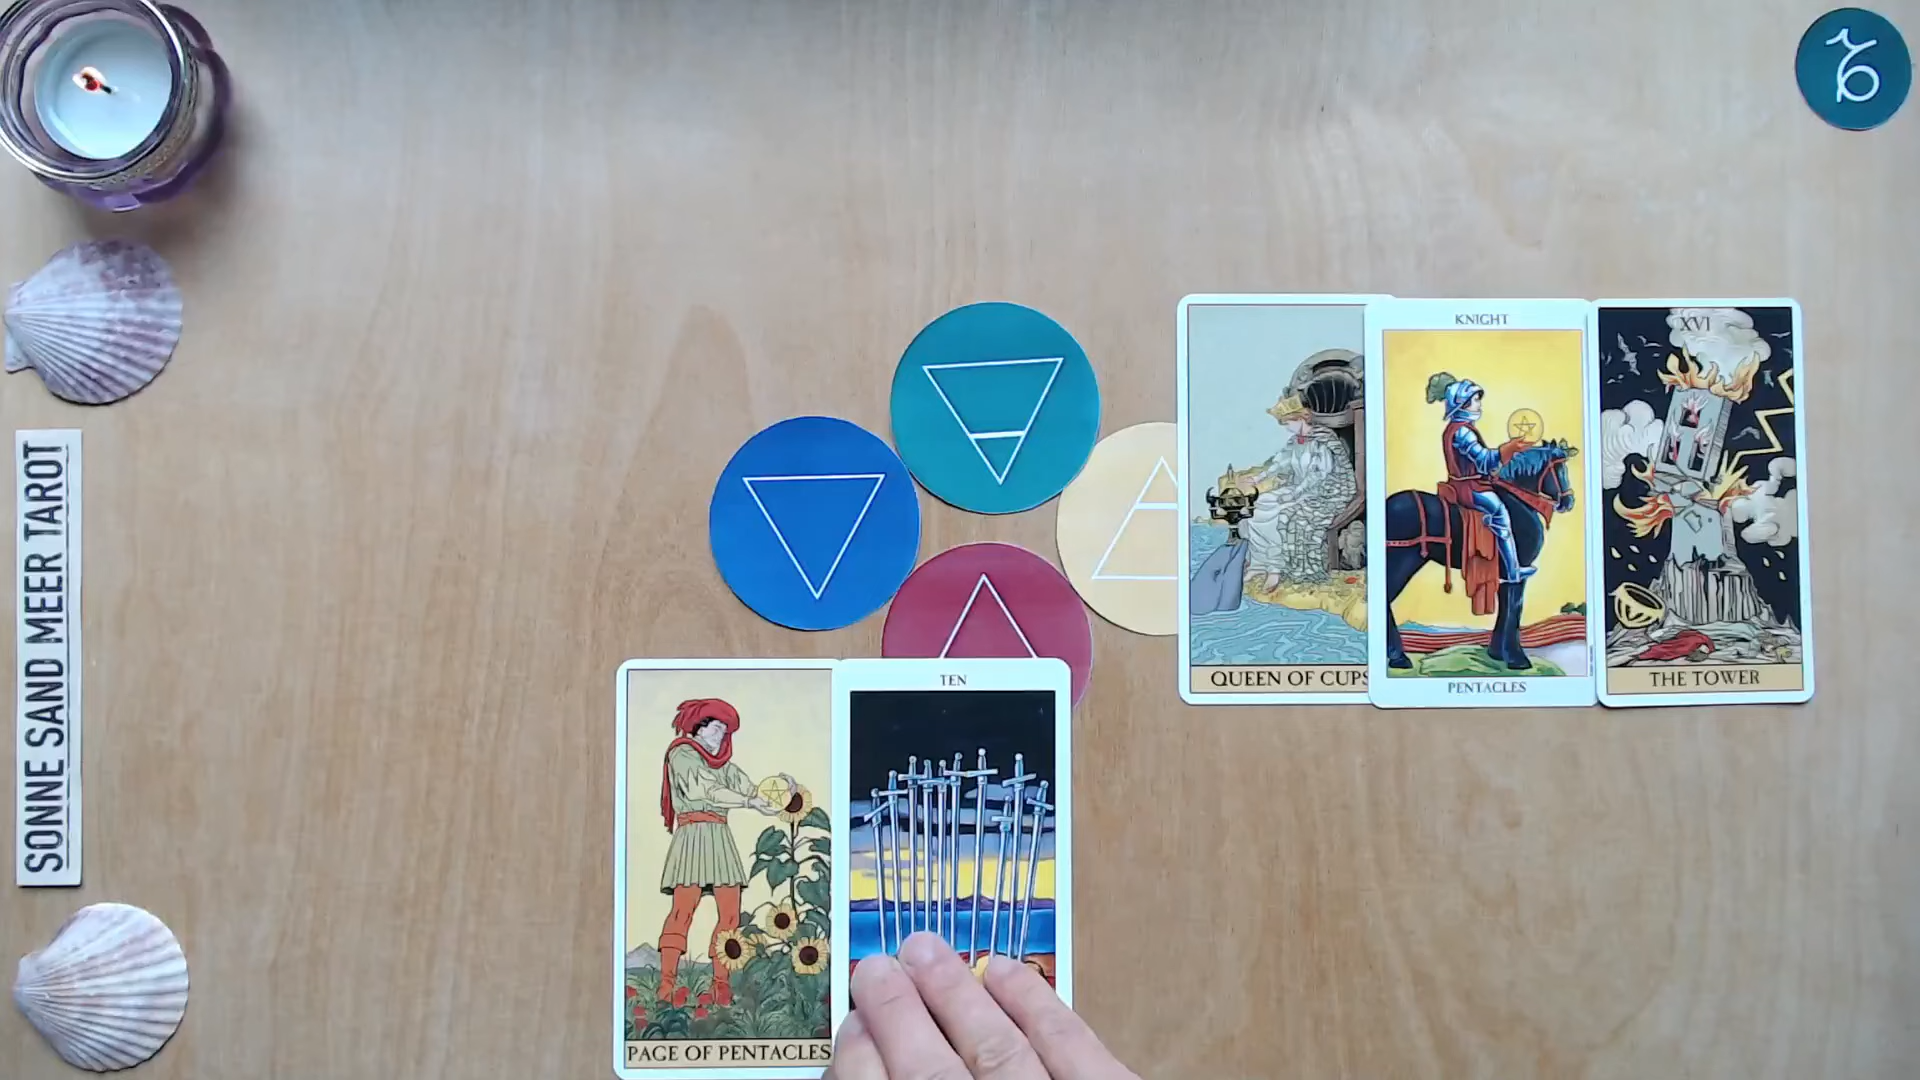 SONNE SAND MEER TAROT
QUEEN OF CUPS
KNIGHT
PENTACLES
XVI
THE TOWER
PAGE OF PENTACLES
TEN